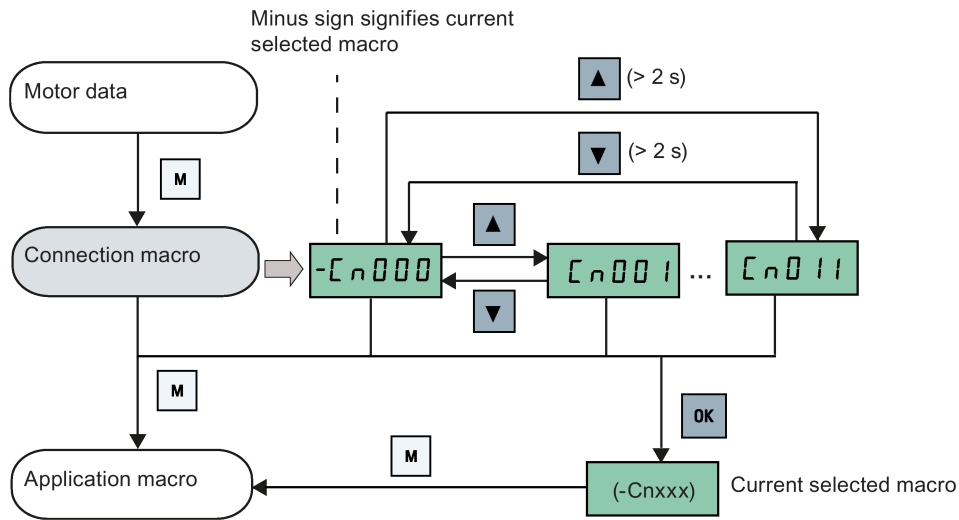 Minus sign signifies current
selected macro
Motor data
▲ (> 2 s)
▼ (> 2 s)
M
▲
Connection macro
-Cn000
Cn001
...
Cn011
▼
M
OK
M
Application macro
(-Cnxxx)
Current selected macro